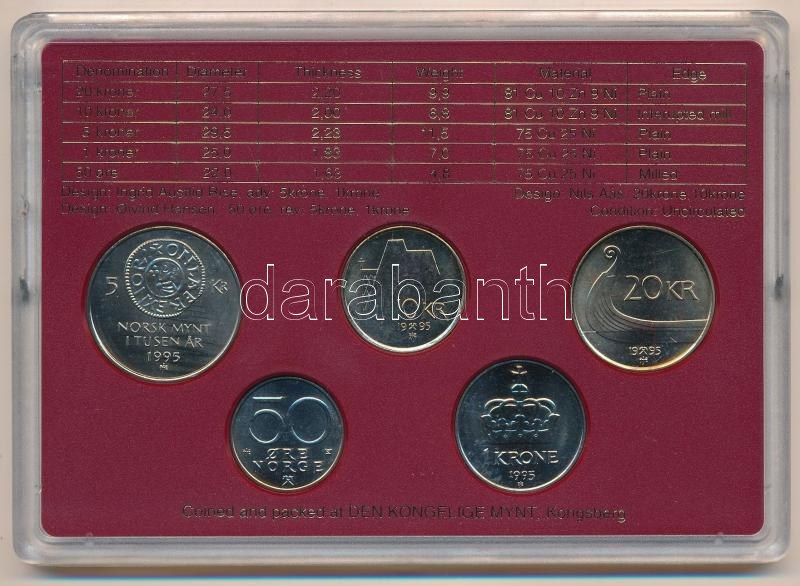 Denomination Diameter Thickness Weight Material Edge
20 kroner 27,5 2,20 9,9 81 Cu 10 Zn 9 Ni Plain
10 kroner 24,0 2,00 6,8 81 Cu 10 Zn 9 Ni Interrupted mill
5 kroner 29,5 2,23 11,5 75 Cu 25 Ni Plain
1 kroner 25,0 1,83 7,0 75 Cu 25 Ni Plain
50 øre 22,0 1,63 4,8 75 Cu 25 Ni Milled
Design: Ingrid Austlid Rise, adv: 5krone, 1krone Design: Nils Aas: 20krone, 10krone
Design: Øivind Hansen: 50 øre, rev. 5krone, 1krone Condition: Uncirculated
5 KR
NORSK MYNT
I TUSEN ÅR
1995
10 KR
19 95
20 KR
19 95
darabanth
50
ØRE
NORGE
1 KRONE
1995
Coined and packed at DEN KONGELIGE MYNT, Kongsberg